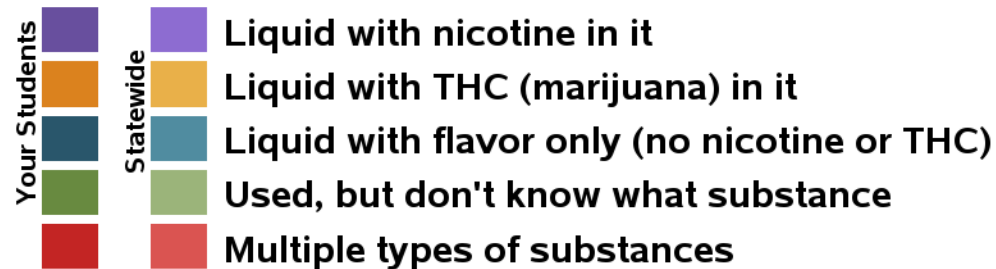 Your Students
Statewide
Liquid with nicotine in it
Liquid with THC (marijuana) in it
Liquid with flavor only (no nicotine or THC)
Used, but don't know what substance
Multiple types of substances